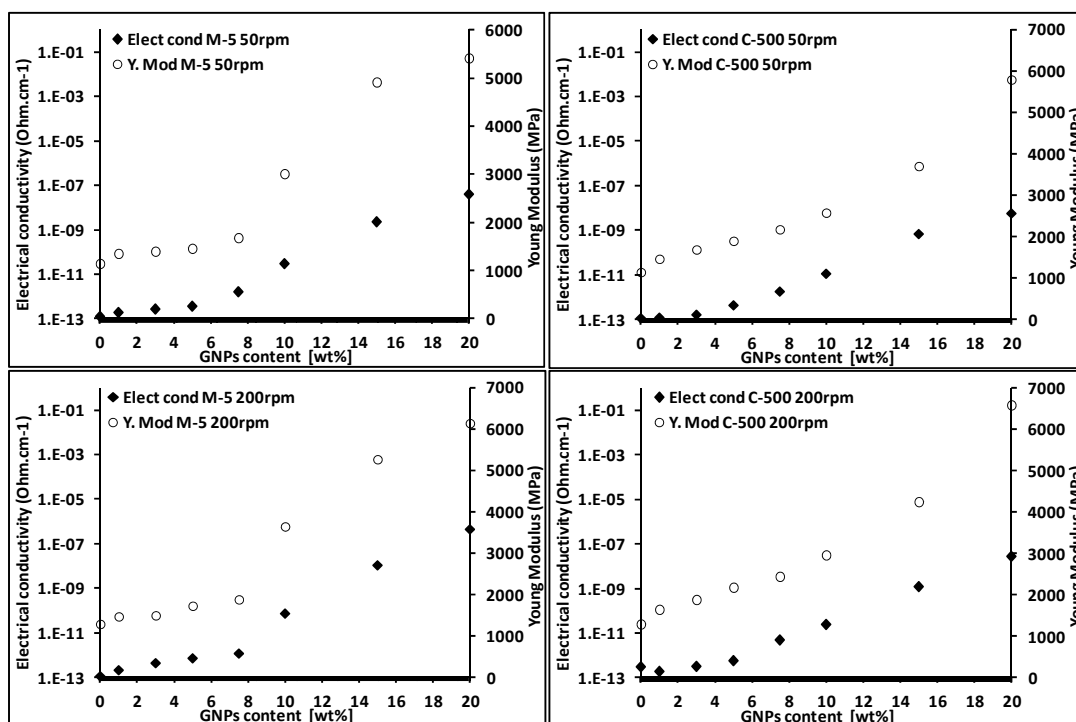 Elect cond M-5 50rpm
Y. Mod M-5 50rpm
Electrical conductivity (Ohm.cm-1)
1.E-01
1.E-03
1.E-05
1.E-07
1.E-09
1.E-11
1.E-13
6000
5000
4000
3000
2000
1000
0
Young Modulus (MPa)
0 2 4 6 8 10 12 14 16 18 20
GNPs content [wt%]
Elect cond C-500 50rpm
Y. Mod C-500 50rpm
Electrical conductivity (Ohm.cm-1)
1.E-01
1.E-03
1.E-05
1.E-07
1.E-09
1.E-11
1.E-13
7000
6000
5000
4000
3000
2000
1000
0
Young Modulus (MPa)
0 2 4 6 8 10 12 14 16 18 20
GNPs content [wt%]
Elect cond M-5 200rpm
Y. Mod M-5 200rpm
Electrical conductivity (Ohm.cm-1)
1.E-01
1.E-03
1.E-05
1.E-07
1.E-09
1.E-11
1.E-13
7000
6000
5000
4000
3000
2000
1000
0
Young Modulus (MPa)
0 2 4 6 8 10 12 14 16 18 20
GNPs content [wt%]
Elect cond C-500 200rpm
Y. Mod C-500 200rpm
Electrical conductivity (Ohm.cm-1)
1.E-01
1.E-03
1.E-05
1.E-07
1.E-09
1.E-11
1.E-13
7000
6000
5000
4000
3000
2000
1000
0
Young Modulus (MPa)
0 2 4 6 8 10 12 14 16 18 20
GNPs content [wt%]